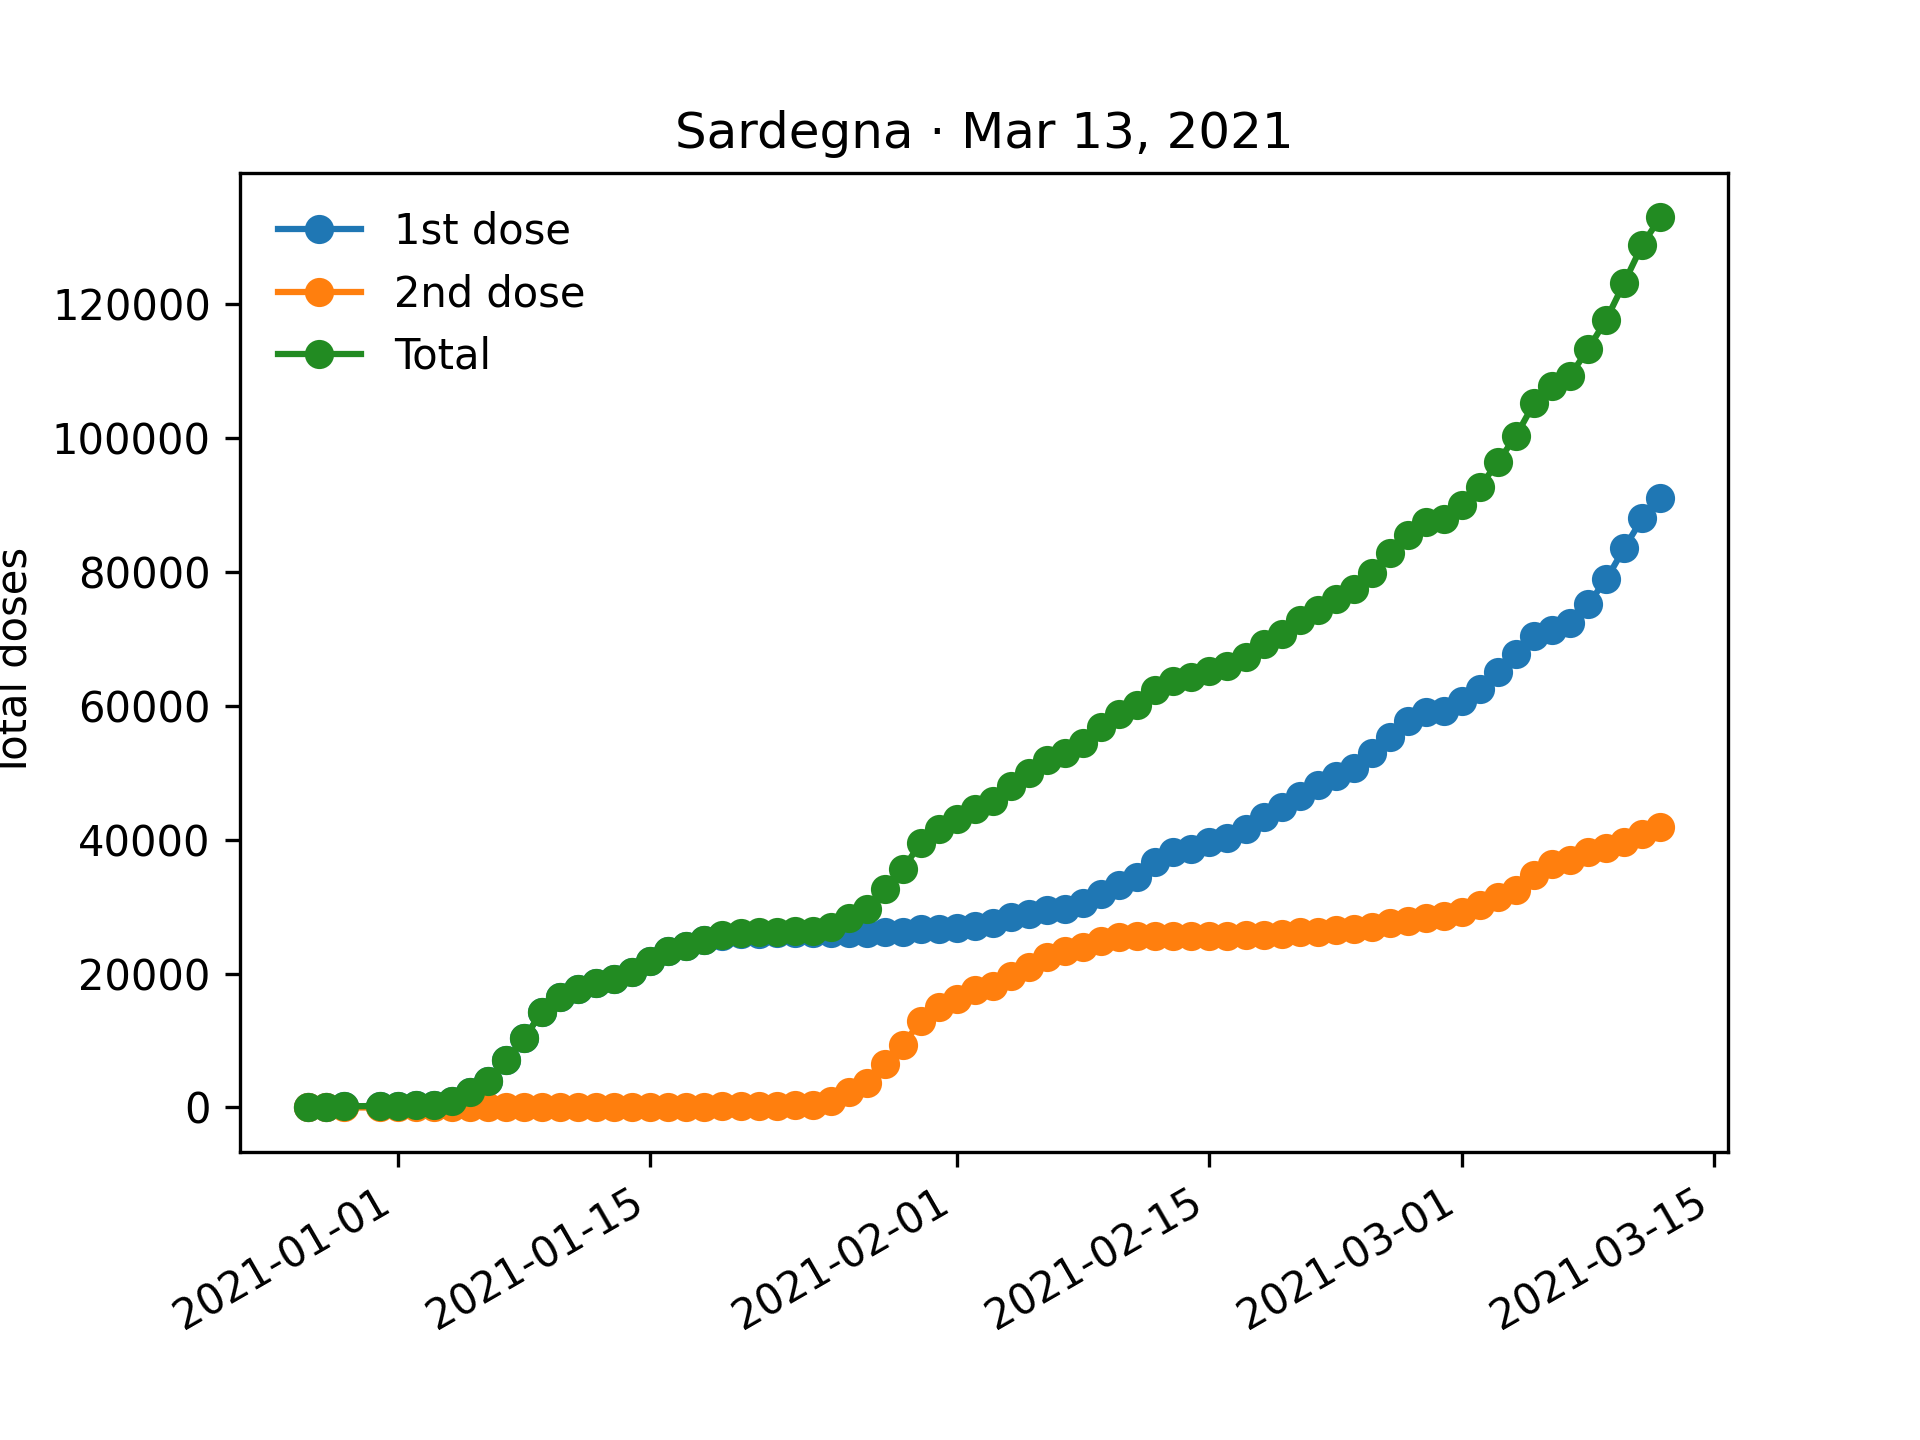 Sardegna · Mar 13, 2021
1st dose
2nd dose
Total
120000
100000
80000
60000
40000
20000
0
Total doses
2021-01-01
2021-01-15
2021-02-01
2021-02-15
2021-03-01
2021-03-15